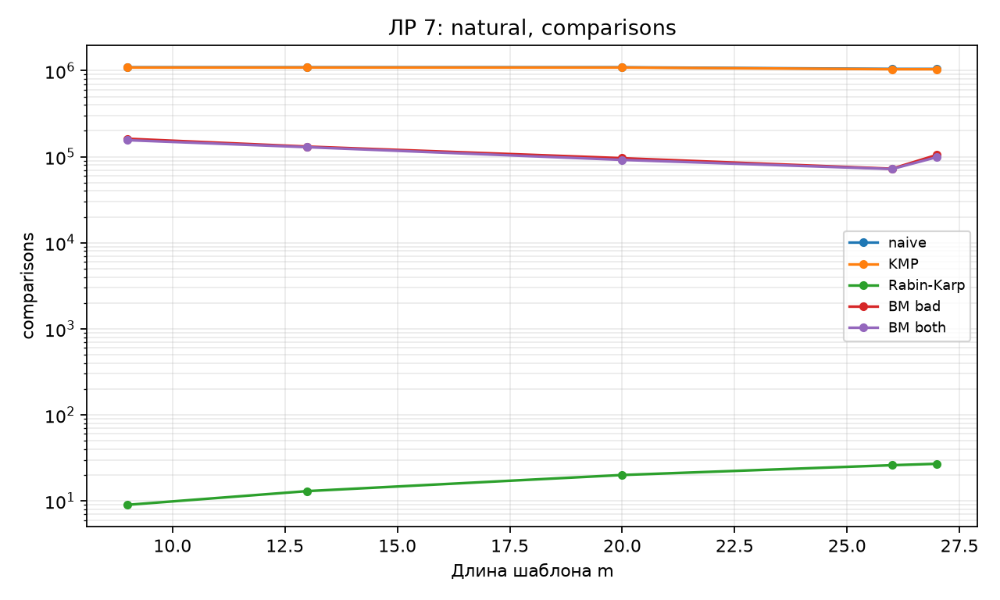 ЛР 7: natural, comparisons
comparisons
10^6
10^5
10^4
10^3
10^2
10^1
naive
KMP
Rabin-Karp
BM bad
BM both
10.0 12.5 15.0 17.5 20.0 22.5 25.0 27.5
Длина шаблона m